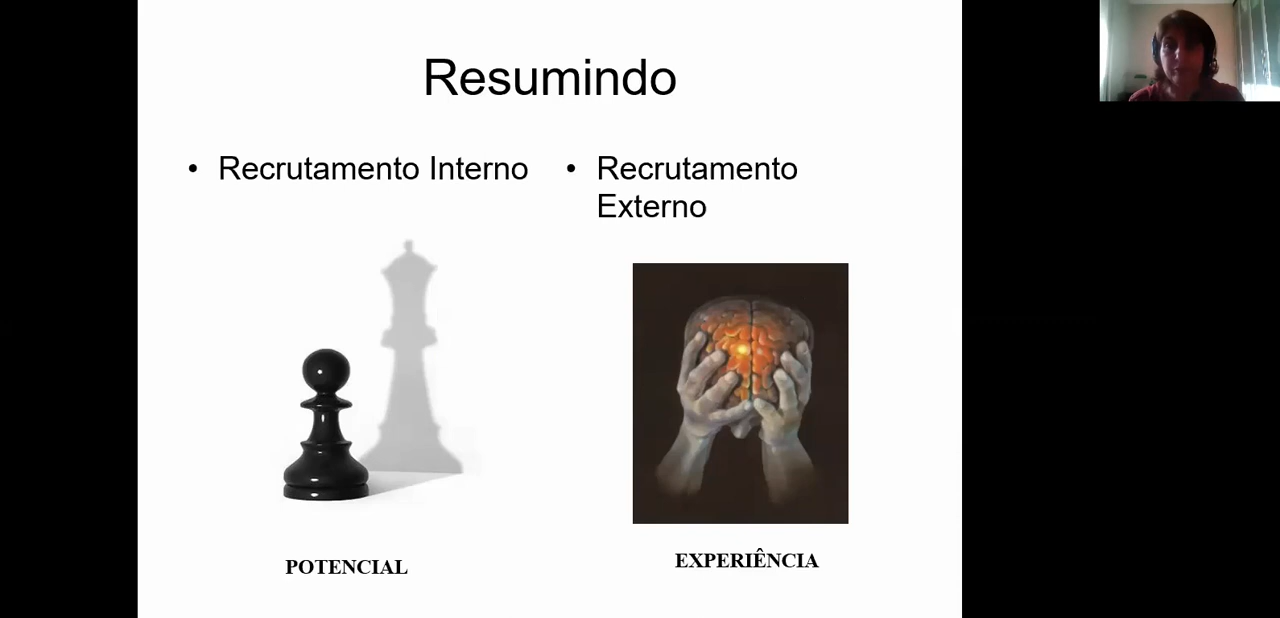 Resumindo
• Recrutamento Interno
• Recrutamento
Externo
POTENCIAL
EXPERIÊNCIA